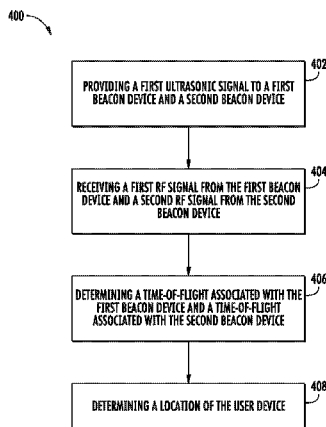 400
402
PROVIDING A FIRST ULTRASONIC SIGNAL TO A FIRST
BEACON DEVICE AND A SECOND BEACON DEVICE
404
RECEIVING A FIRST RF SIGNAL FROM THE FIRST BEACON
DEVICE AND A SECOND RF SIGNAL FROM THE SECOND
BEACON DEVICE
406
DETERMINING A TIME-OF-FLIGHT ASSOCIATED WITH THE
FIRST BEACON DEVICE AND A TIME-OF-FLIGHT
ASSOCIATED WITH THE SECOND BEACON DEVICE
408
DETERMINING A LOCATION OF THE USER DEVICE